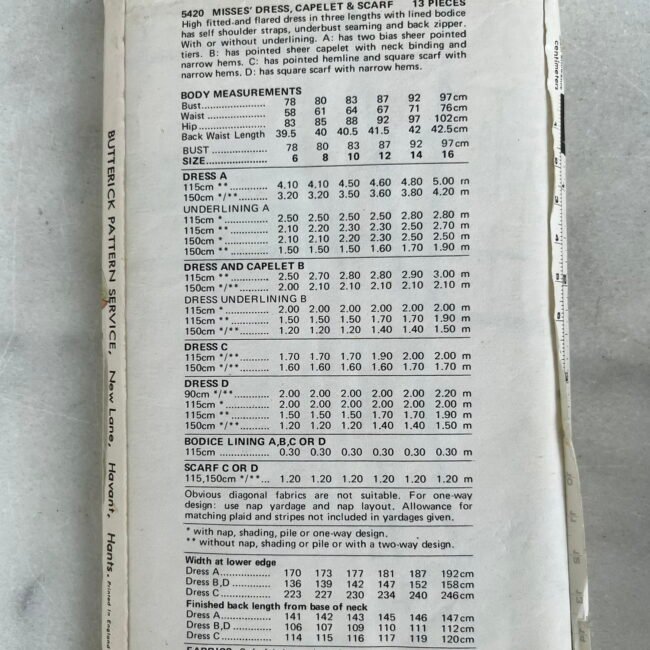 5420 MISSES' DRESS, CAPELET & SCARF 13 PIECES
High fitted and flared dress in three lengths with lined bodice
has self shoulder straps, underbust seaming and back zipper.
With or without underlining. A: has two bias sheer pointed
tiers. B: has pointed sheer capelet with neck binding and
narrow hems. C: has pointed hemline and square scarf with
narrow hems. D: has square scarf with narrow hems.
BODY MEASUREMENTS
Bust 78 80 83 87 92 97cm
Waist 58 61 64 67 71 76cm
Hip 83 85 88 92 97 102cm
Back Waist Length 39.5 40 40.5 41.5 42 42.5cm
BUST 78 80 83 87 92 97cm
SIZE 6 8 10 12 14 16
DRESS A
115cm ** 4.10 4.10 4.50 4.60 4.80 5.00 m
150cm */** 3.20 3.20 3.50 3.60 3.80 4.20 m
UNDERLINING A
115cm * 2.50 2.50 2.50 2.50 2.80 2.80 m
115cm ** 2.10 2.20 2.30 2.30 2.50 2.70 m
150cm * 2.10 2.10 2.20 2.30 2.50 2.50 m
150cm ** 1.50 1.50 1.50 1.60 1.70 1.90 m
DRESS AND CAPELET B
115cm ** 2.50 2.70 2.80 2.80 2.90 3.00 m
150cm */** 2.00 2.10 2.10 2.10 2.10 2.10 m
DRESS UNDERLINING B
115cm * 2.00 2.00 2.00 2.00 2.00 2.00 m
115cm ** 1.50 1.50 1.50 1.70 1.70 1.90 m
150cm */** 1.20 1.20 1.20 1.40 1.40 1.50 m
DRESS C
115cm */** 1.70 1.70 1.70 1.90 2.00 2.00 m
150cm */** 1.60 1.60 1.60 1.60 1.70 1.70 m
DRESS D
90cm */** 2.00 2.00 2.00 2.00 2.00 2.20 m
115cm * 2.00 2.00 2.00 2.00 2.00 2.00 m
115cm ** 1.50 1.50 1.50 1.70 1.70 1.90 m
150cm */** 1.20 1.20 1.20 1.40 1.40 1.50 m
BODICE LINING A,B,C OR D
115cm 0.30 0.30 0.30 0.30 0.30 0.30 m
SCARF C OR D
115,150cm */** 1.20 1.20 1.20 1.20 1.20 1.20 m
Obvious diagonal fabrics are not suitable. For one-way
design: use nap yardage and nap layout. Allowance for
matching plaid and stripes not included in yardages given.
* with nap, shading, pile or one-way design.
** without nap, shading or pile or with a two-way design.
Width at lower edge
Dress A 170 173 177 181 187 192cm
Dress B,D 136 139 142 147 152 158cm
Dress C 223 227 230 234 240 246cm
Finished back length from base of neck
Dress A 141 142 143 145 146 147cm
Dress B,D 106 107 109 110 111 112cm
Dress C 114 115 116 117 119 120cm
BUTTERICK PATTERN SERVICE, New Lane, Havant, Hants. Printed in England
centimeters